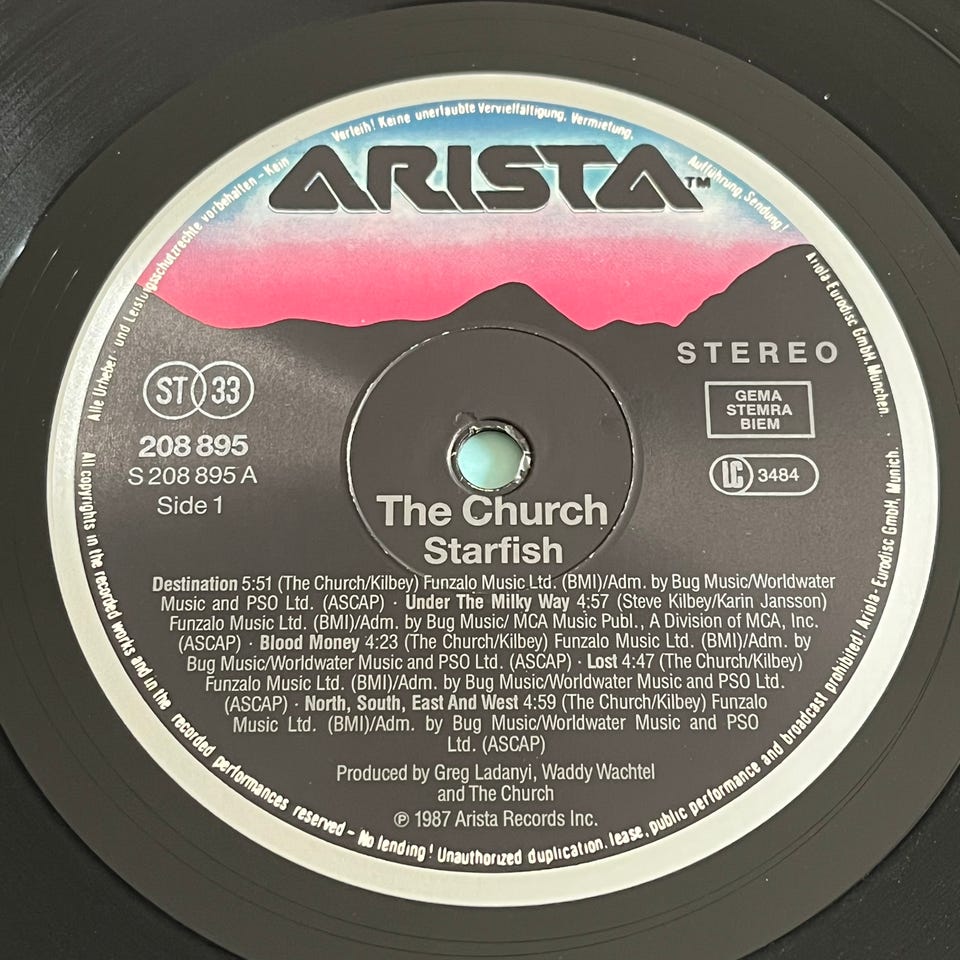 Alle Urheber- und Leistungsschutzrechte vorbehalten - Kein Verleih! Keine unerlaubte Vervielfältigung, Vermietung, Aufführung, Sendung!
ARISTA™
Ariola-Eurodisc GmbH, München.
STEREO
ST 33
GEMA
STEMRA
BIEM
208 895
S 208 895 A
LC 3484
Side 1
The Church
Starfish
Destination 5:51 (The Church/Kilbey) Funzalo Music Ltd. (BMI)/Adm. by Bug Music/Worldwater
Music and PSO Ltd. (ASCAP) · Under The Milky Way 4:57 (Steve Kilbey/Karin Jansson)
Funzalo Music Ltd. (BMI)/Adm. by Bug Music/ MCA Music Publ., A Division of MCA, Inc.
(ASCAP) · Blood Money 4:23 (The Church/Kilbey) Funzalo Music Ltd. (BMI)/Adm. by
Bug Music/Worldwater Music and PSO Ltd. (ASCAP) · Lost 4:47 (The Church/Kilbey)
Funzalo Music Ltd. (BMI)/Adm. by Bug Music/Worldwater Music and PSO Ltd.
(ASCAP) · North, South, East And West 4:59 (The Church/Kilbey) Funzalo
Music Ltd. (BMI)/Adm. by Bug Music/Worldwater Music and PSO
Ltd. (ASCAP)
Produced by Greg Ladanyi, Waddy Wachtel
and The Church
℗ 1987 Arista Records Inc.
All copyrights in the recorded works and in the recorded performances reserved - No lending! Unauthorized duplication, lease, public performance and broadcast prohibited! Ariola - Eurodisc GmbH, Munich.